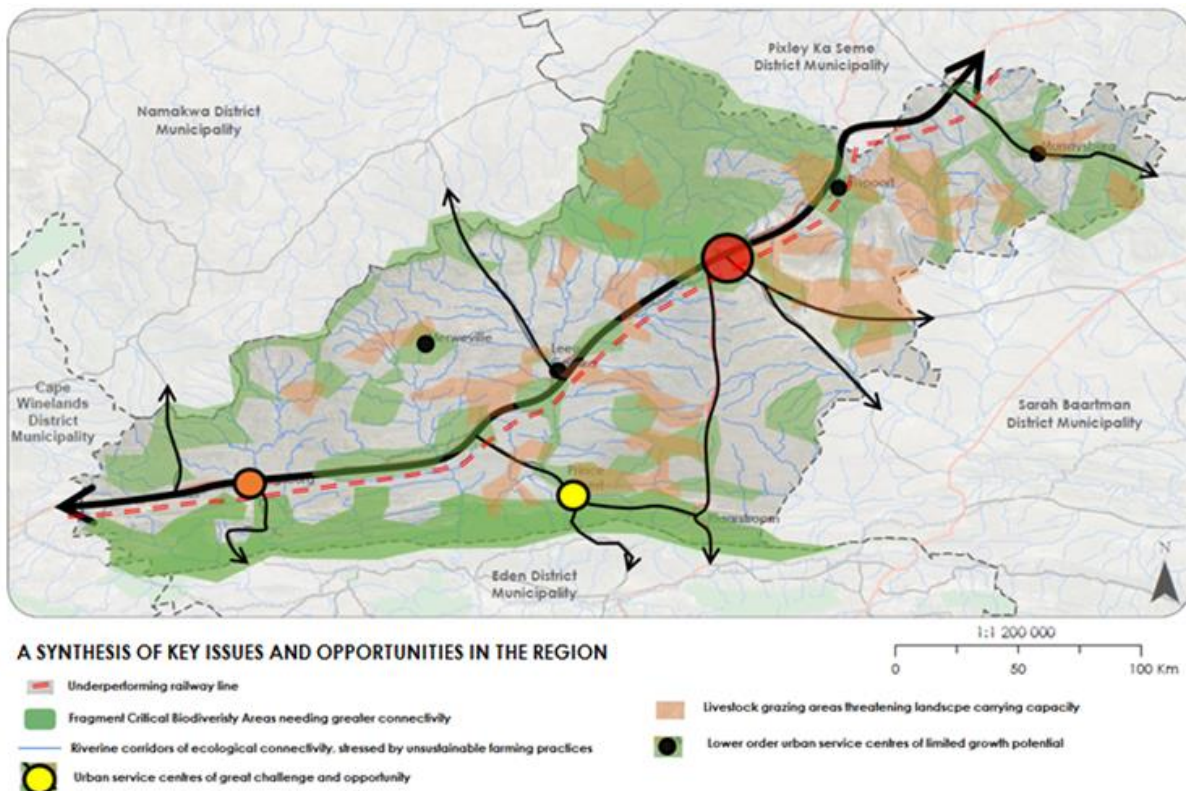 Pixley Ka Seme
District Municipality
Namakwa District
Municipality
Cape
Winelands
District
Municipality
Sarah Baartman
District Municipality
Eden District
Municipality
N
A SYNTHESIS OF KEY ISSUES AND OPPORTUNITIES IN THE REGION
1:1 200 000
0 50 100 Km
Underperforming railway line
Fragment Critical Biodiveristy Areas needing greater connectivity
Riverine corridors of ecological connectivity, stressed by unsustainable farming practices
Urban service centres of great challenge and opportunity
Livestock grazing areas threatening landscpe carrying capacity
Lower order urban service centres of limited growth potential